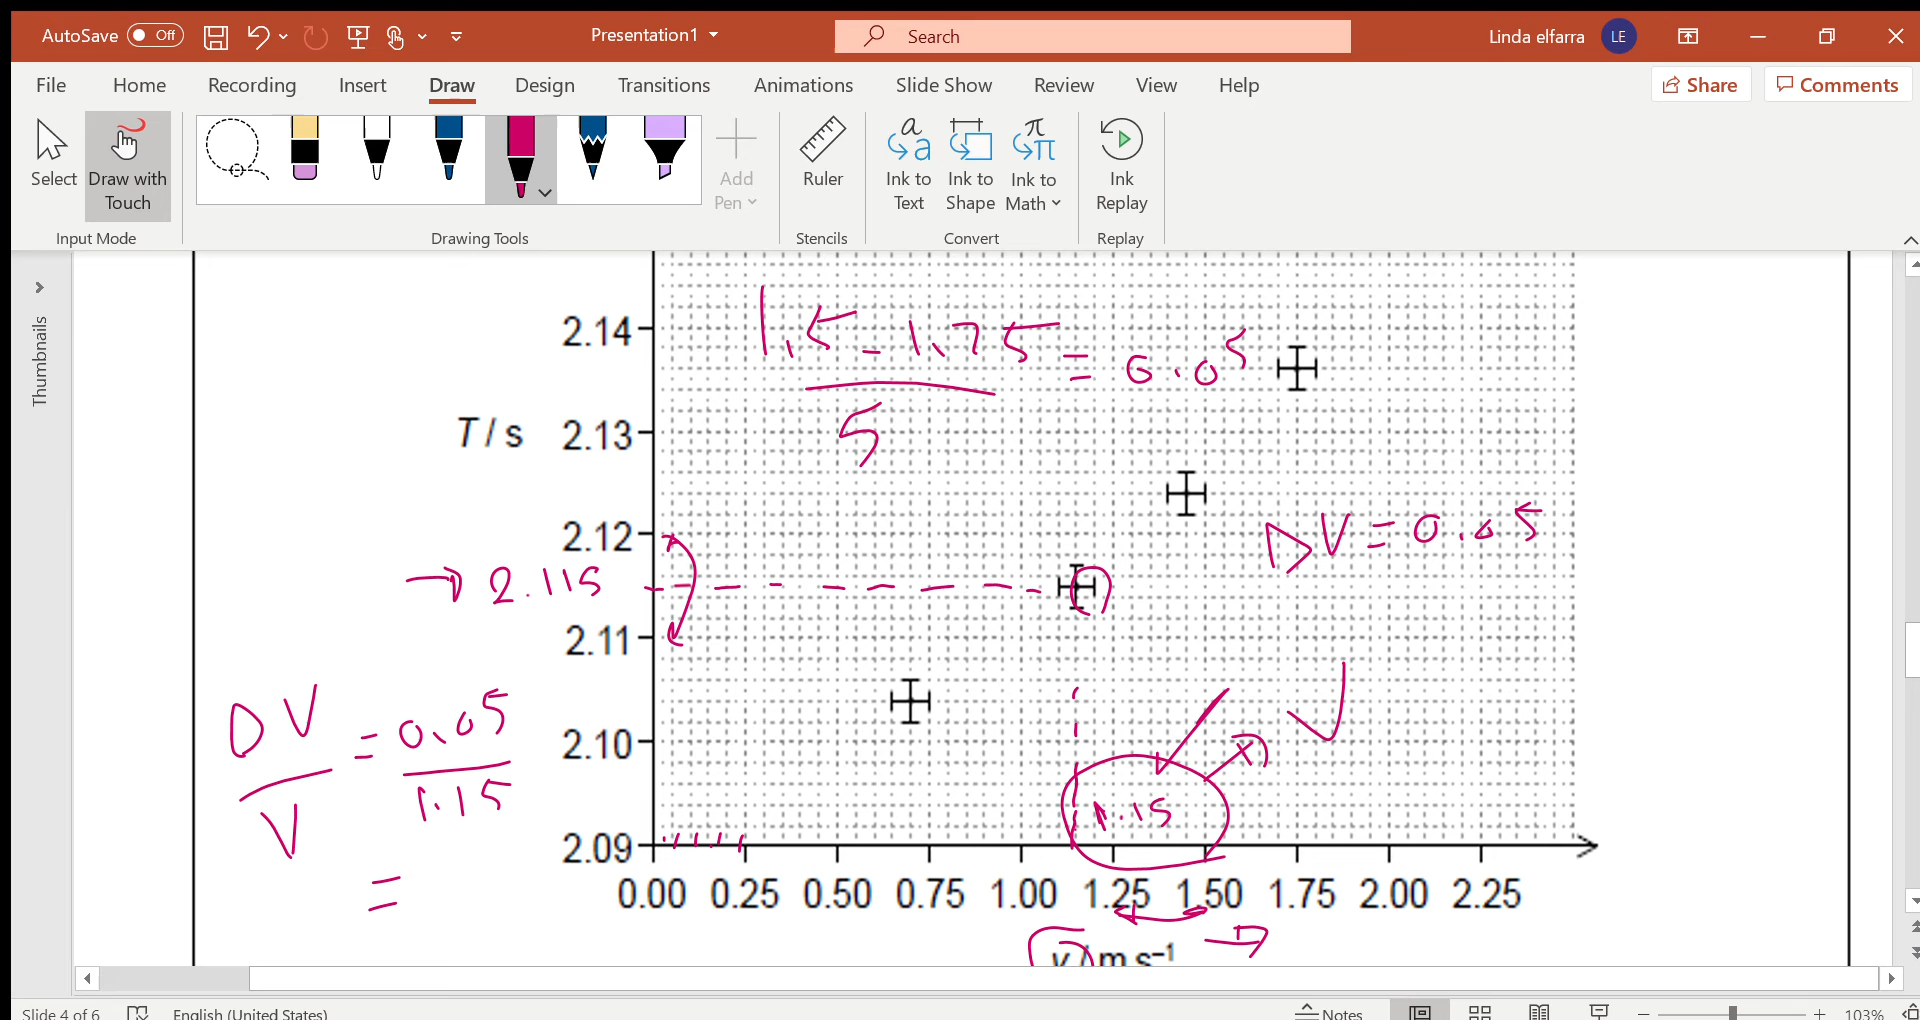 AutoSave Off Presentation1 Search Linda elfarra LE
File Home Recording Insert Draw Design Transitions Animations Slide Show Review View Help Share Comments
Select Draw with Touch Add Pen Ruler Ink to Text Ink to Shape Ink to Math Ink Replay
Input Mode Drawing Tools Stencils Convert Replay
Thumbnails
2.14
1.5 - 1.75 = 0.05
5
T / s 2.13
2.12
ΔV = 0.05
→ 2.115
2.11
DV = 0.05
V 1.15
2.10
1.15
2.09
=
0.00 0.25 0.50 0.75 1.00 1.25 1.50 1.75 2.00 2.25
v / m s⁻¹
Slide 4 of 6 English (United States) Notes 103%